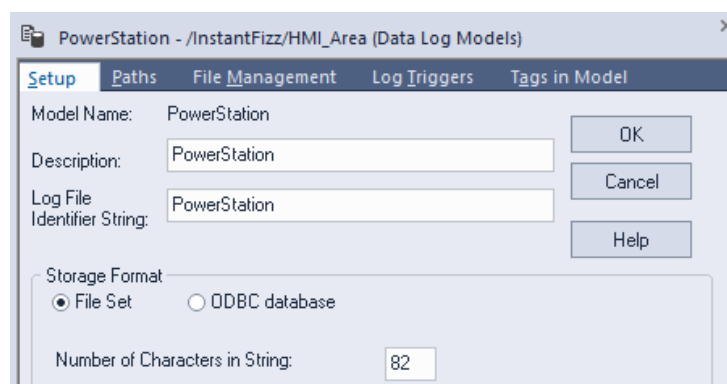 PowerStation - /InstantFizz/HMI_Area (Data Log Models)
Setup Paths File Management Log Triggers Tags in Model
Model Name: PowerStation
OK
Description: PowerStation
Cancel
Log File
Identifier String: PowerStation
Help
Storage Format
File Set ODBC database
Number of Characters in String: 82